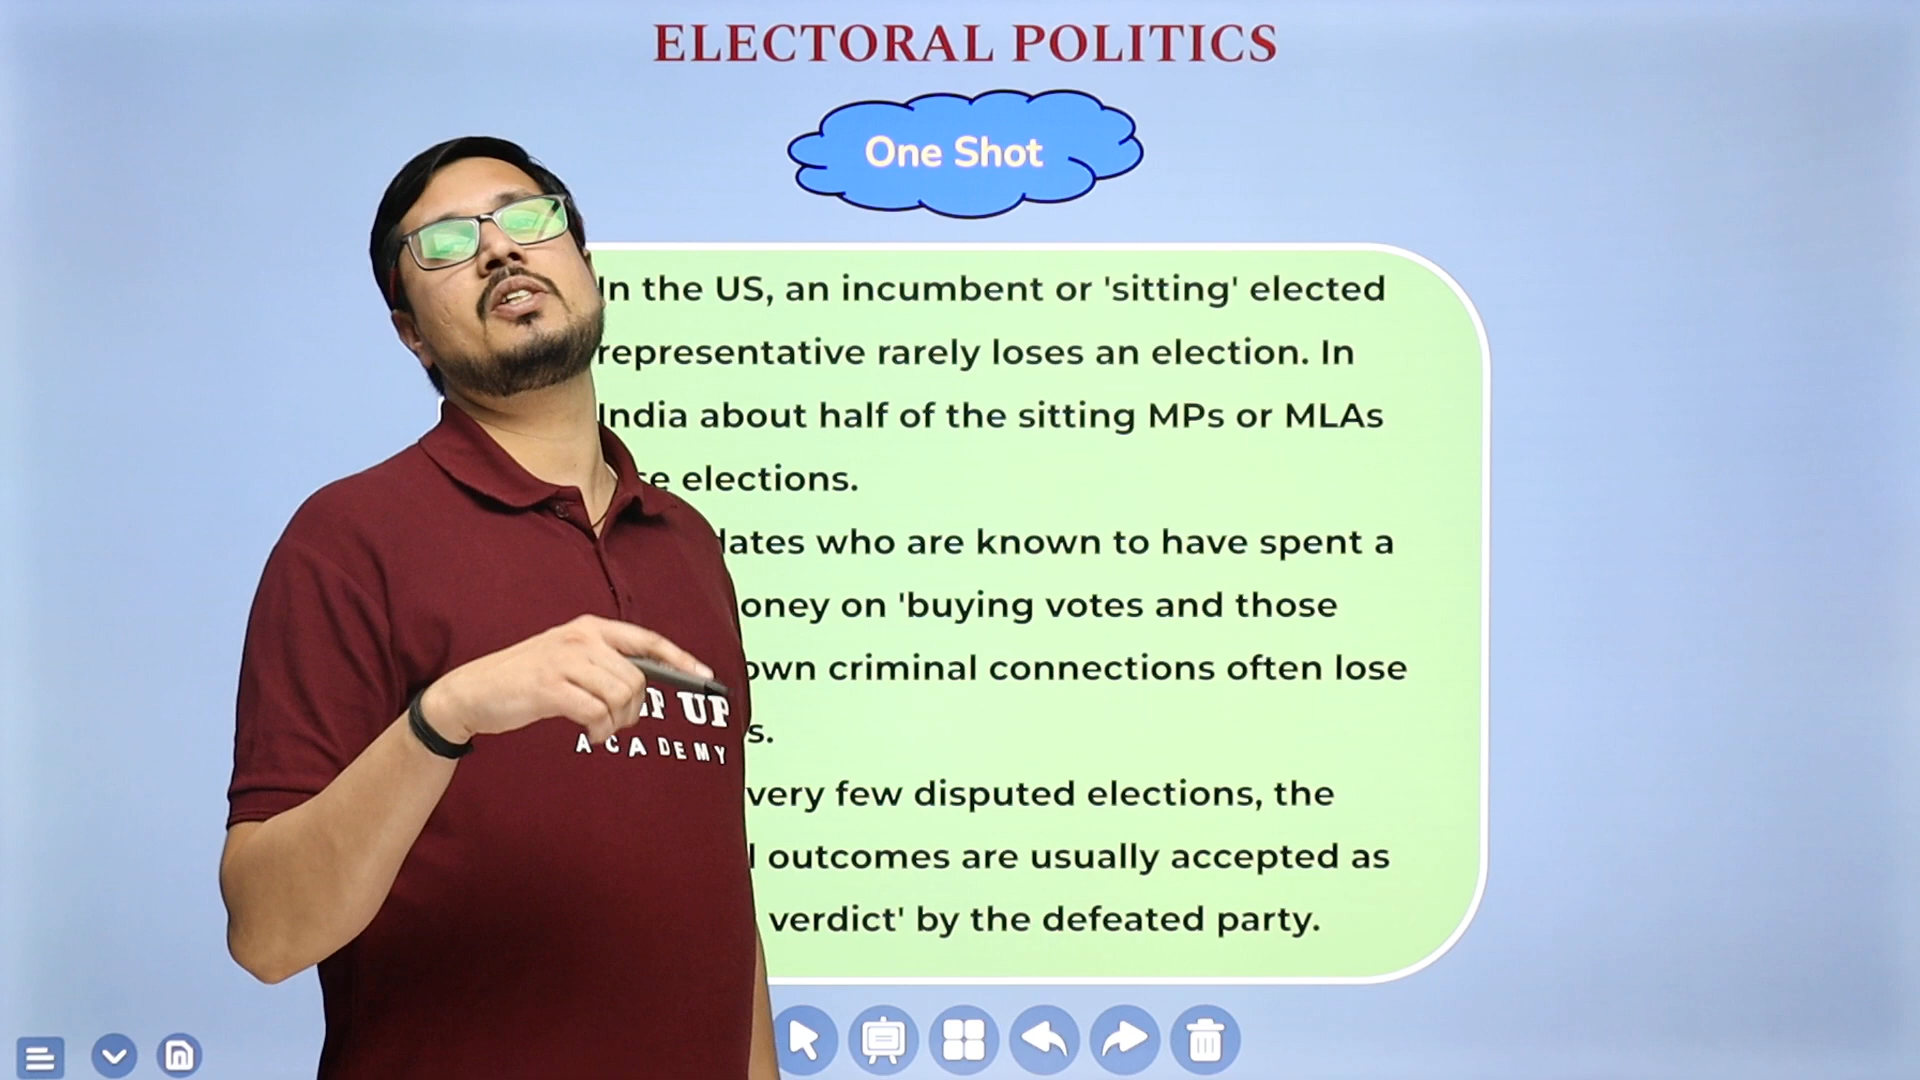 ELECTORAL POLITICS
One Shot
In the US, an incumbent or 'sitting' elected
representative rarely loses an election. In
India about half of the sitting MPs or MLAs
elections.
who are known to have spent a
on 'buying votes and those
criminal connections often lose
very few disputed elections, the
outcomes are usually accepted as
verdict' by the defeated party.
UP
ACADEMY